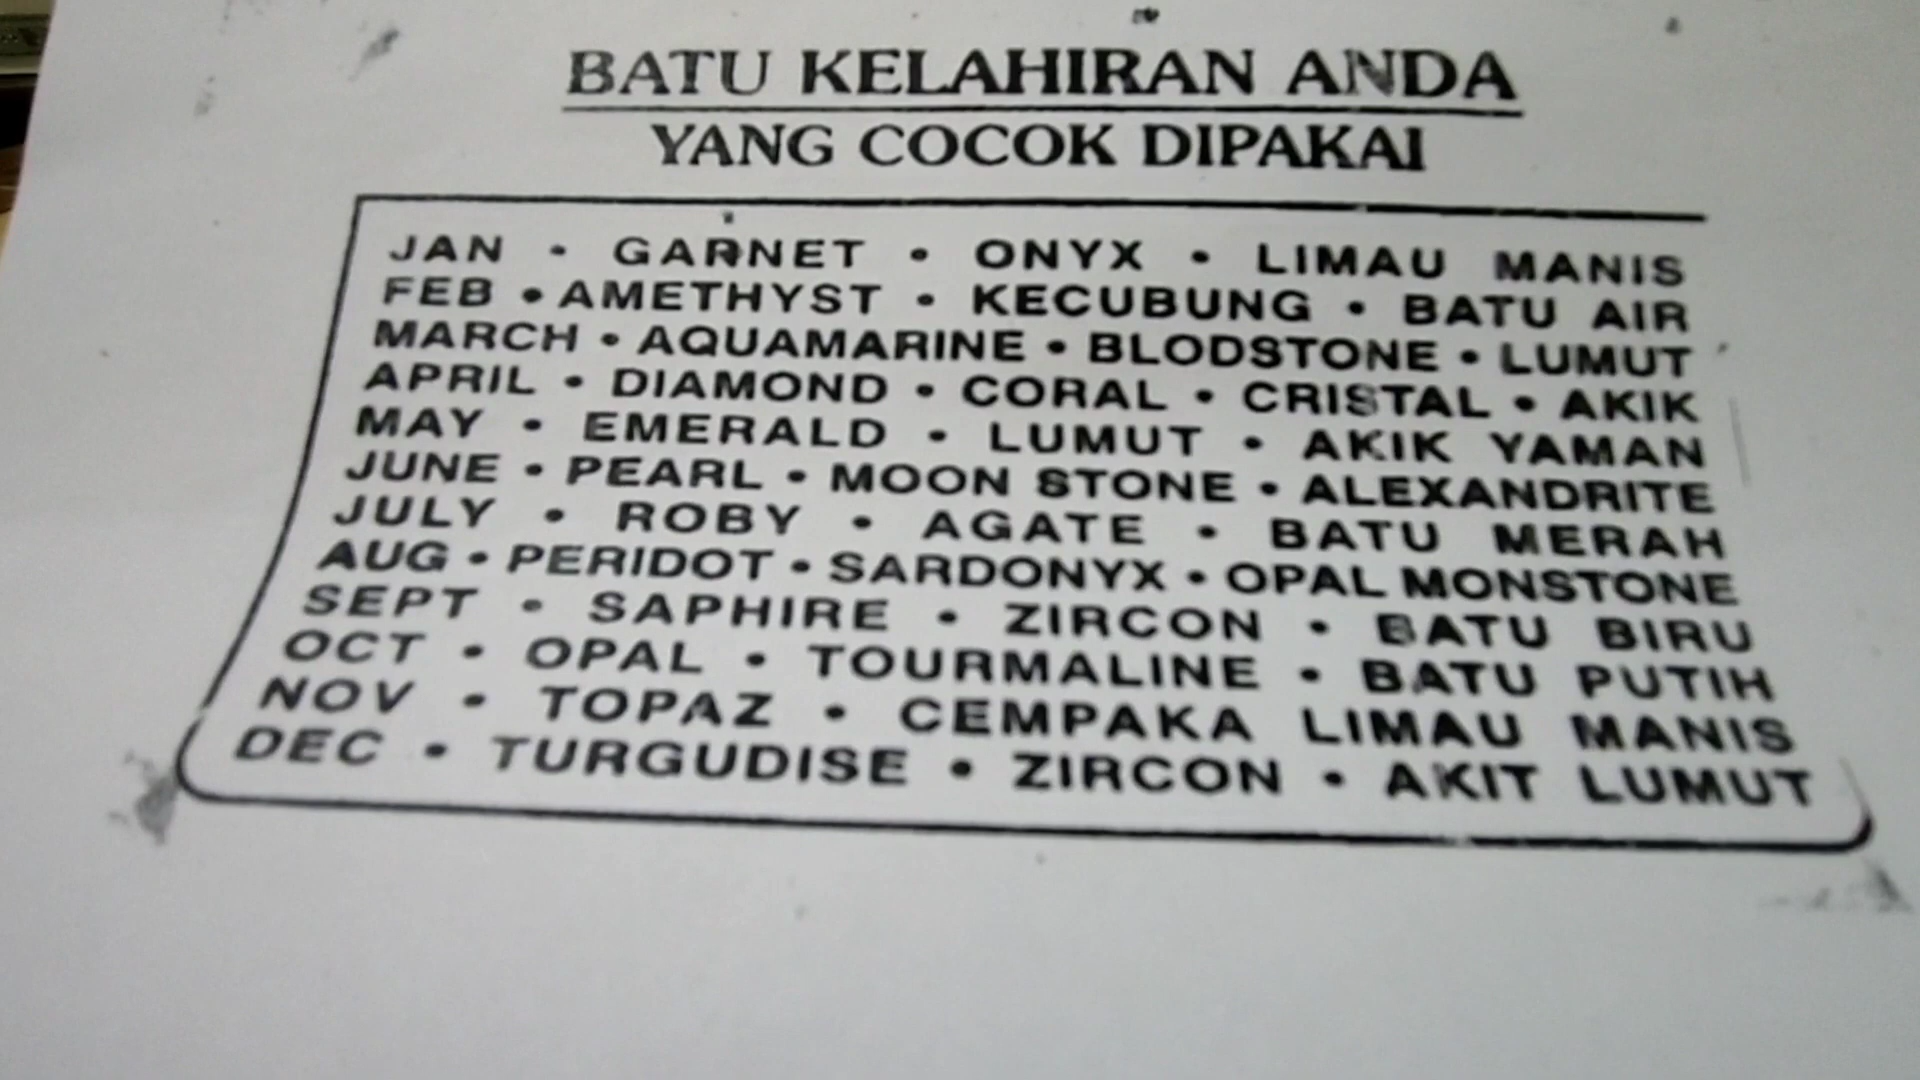 BATU KELAHIRAN ANDA
YANG COCOK DIPAKAI
JAN • GARNET • ONYX • LIMAU MANIS
FEB • AMETHYST • KECUBUNG • BATU AIR
MARCH • AQUAMARINE • BLODSTONE • LUMUT
APRIL • DIAMOND • CORAL • CRISTAL • AKIK
MAY • EMERALD • LUMUT • AKIK YAMAN
JUNE • PEARL • MOON STONE • ALEXANDRITE
JULY • ROBY • AGATE • BATU MERAH
AUG • PERIDOT • SARDONYX • OPAL MONSTONE
SEPT • SAPHIRE • ZIRCON • BATU BIRU
OCT • OPAL • TOURMALINE • BATU PUTIH
NOV • TOPAZ • CEMPAKA LIMAU MANIS
DEC • TURGUDISE • ZIRCON • AKIT LUMUT